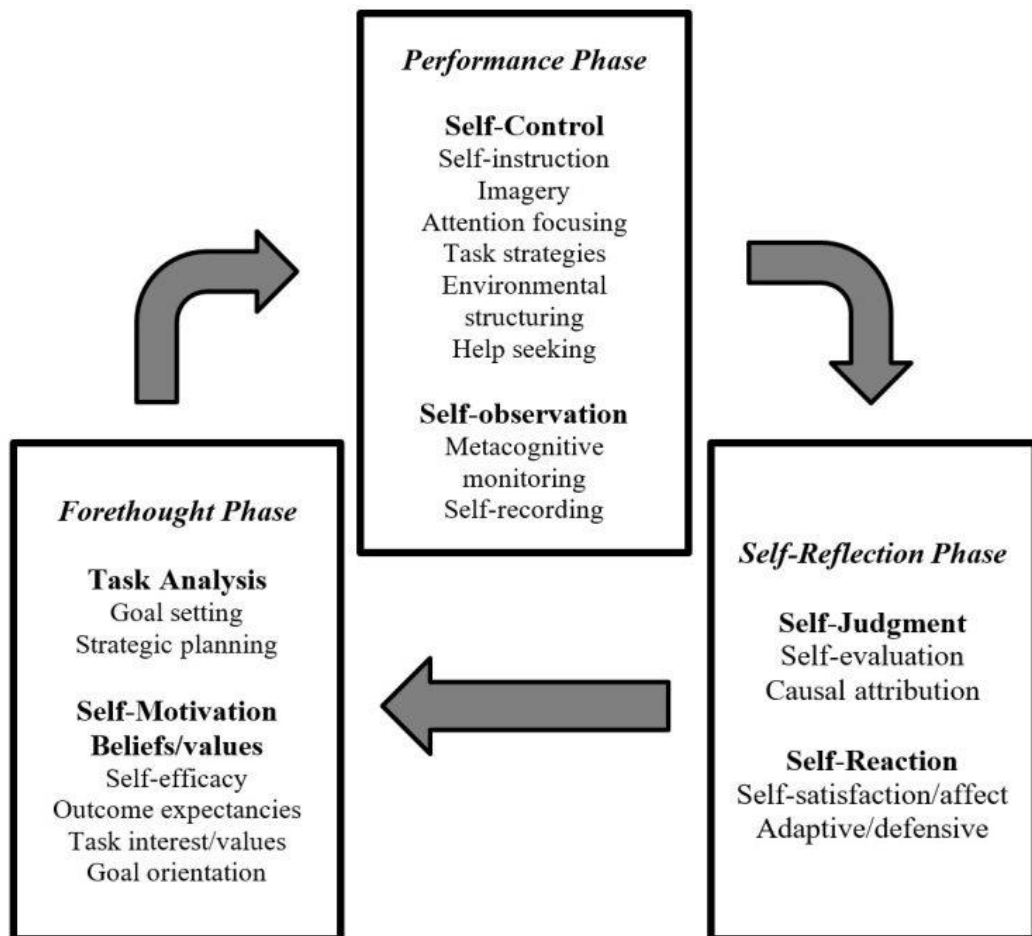 Performance Phase
Self-Control
Self-instruction
Imagery
Attention focusing
Task strategies
Environmental
structuring
Help seeking
Self-observation
Metacognitive
monitoring
Self-recording
Forethought Phase
Task Analysis
Goal setting
Strategic planning
Self-Motivation
Beliefs/values
Self-efficacy
Outcome expectancies
Task interest/values
Goal orientation
Self-Reflection Phase
Self-Judgment
Self-evaluation
Causal attribution
Self-Reaction
Self-satisfaction/affect
Adaptive/defensive